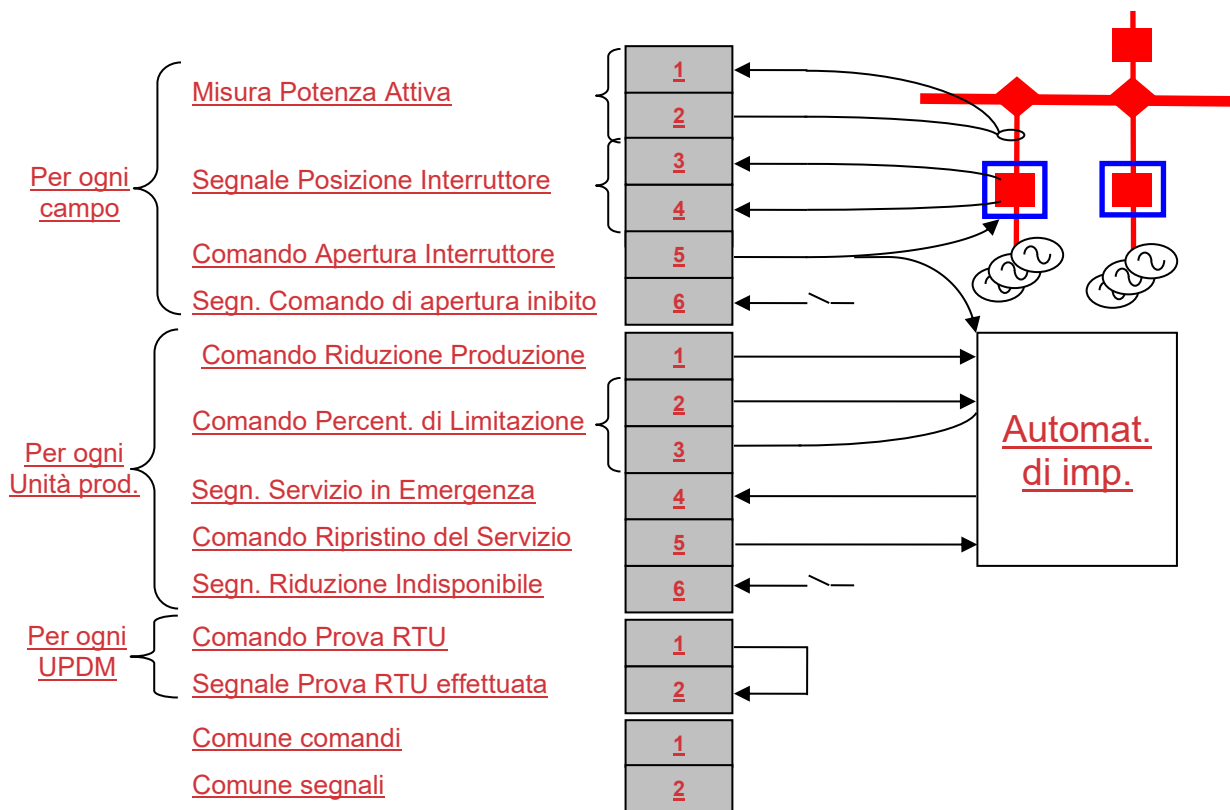 Per ogni
campo
Misura Potenza Attiva
1
2
Segnale Posizione Interruttore
3
4
Comando Apertura Interruttore
5
Segn. Comando di apertura inibito
6
Per ogni
Unità prod.
Comando Riduzione Produzione
1
Comando Percent. di Limitazione
2
3
Segn. Servizio in Emergenza
4
Comando Ripristino del Servizio
5
Segn. Riduzione Indisponibile
6
Automat.
di imp.
Per ogni
UPDM
Comando Prova RTU
1
Segnale Prova RTU effettuata
2
Comune comandi
1
Comune segnali
2